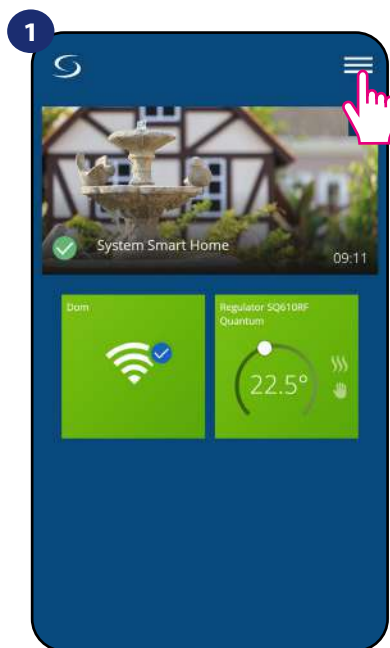 1
System Smart Home
09:11
Dom
Regulator SQ610RF
Quantum
22.5°